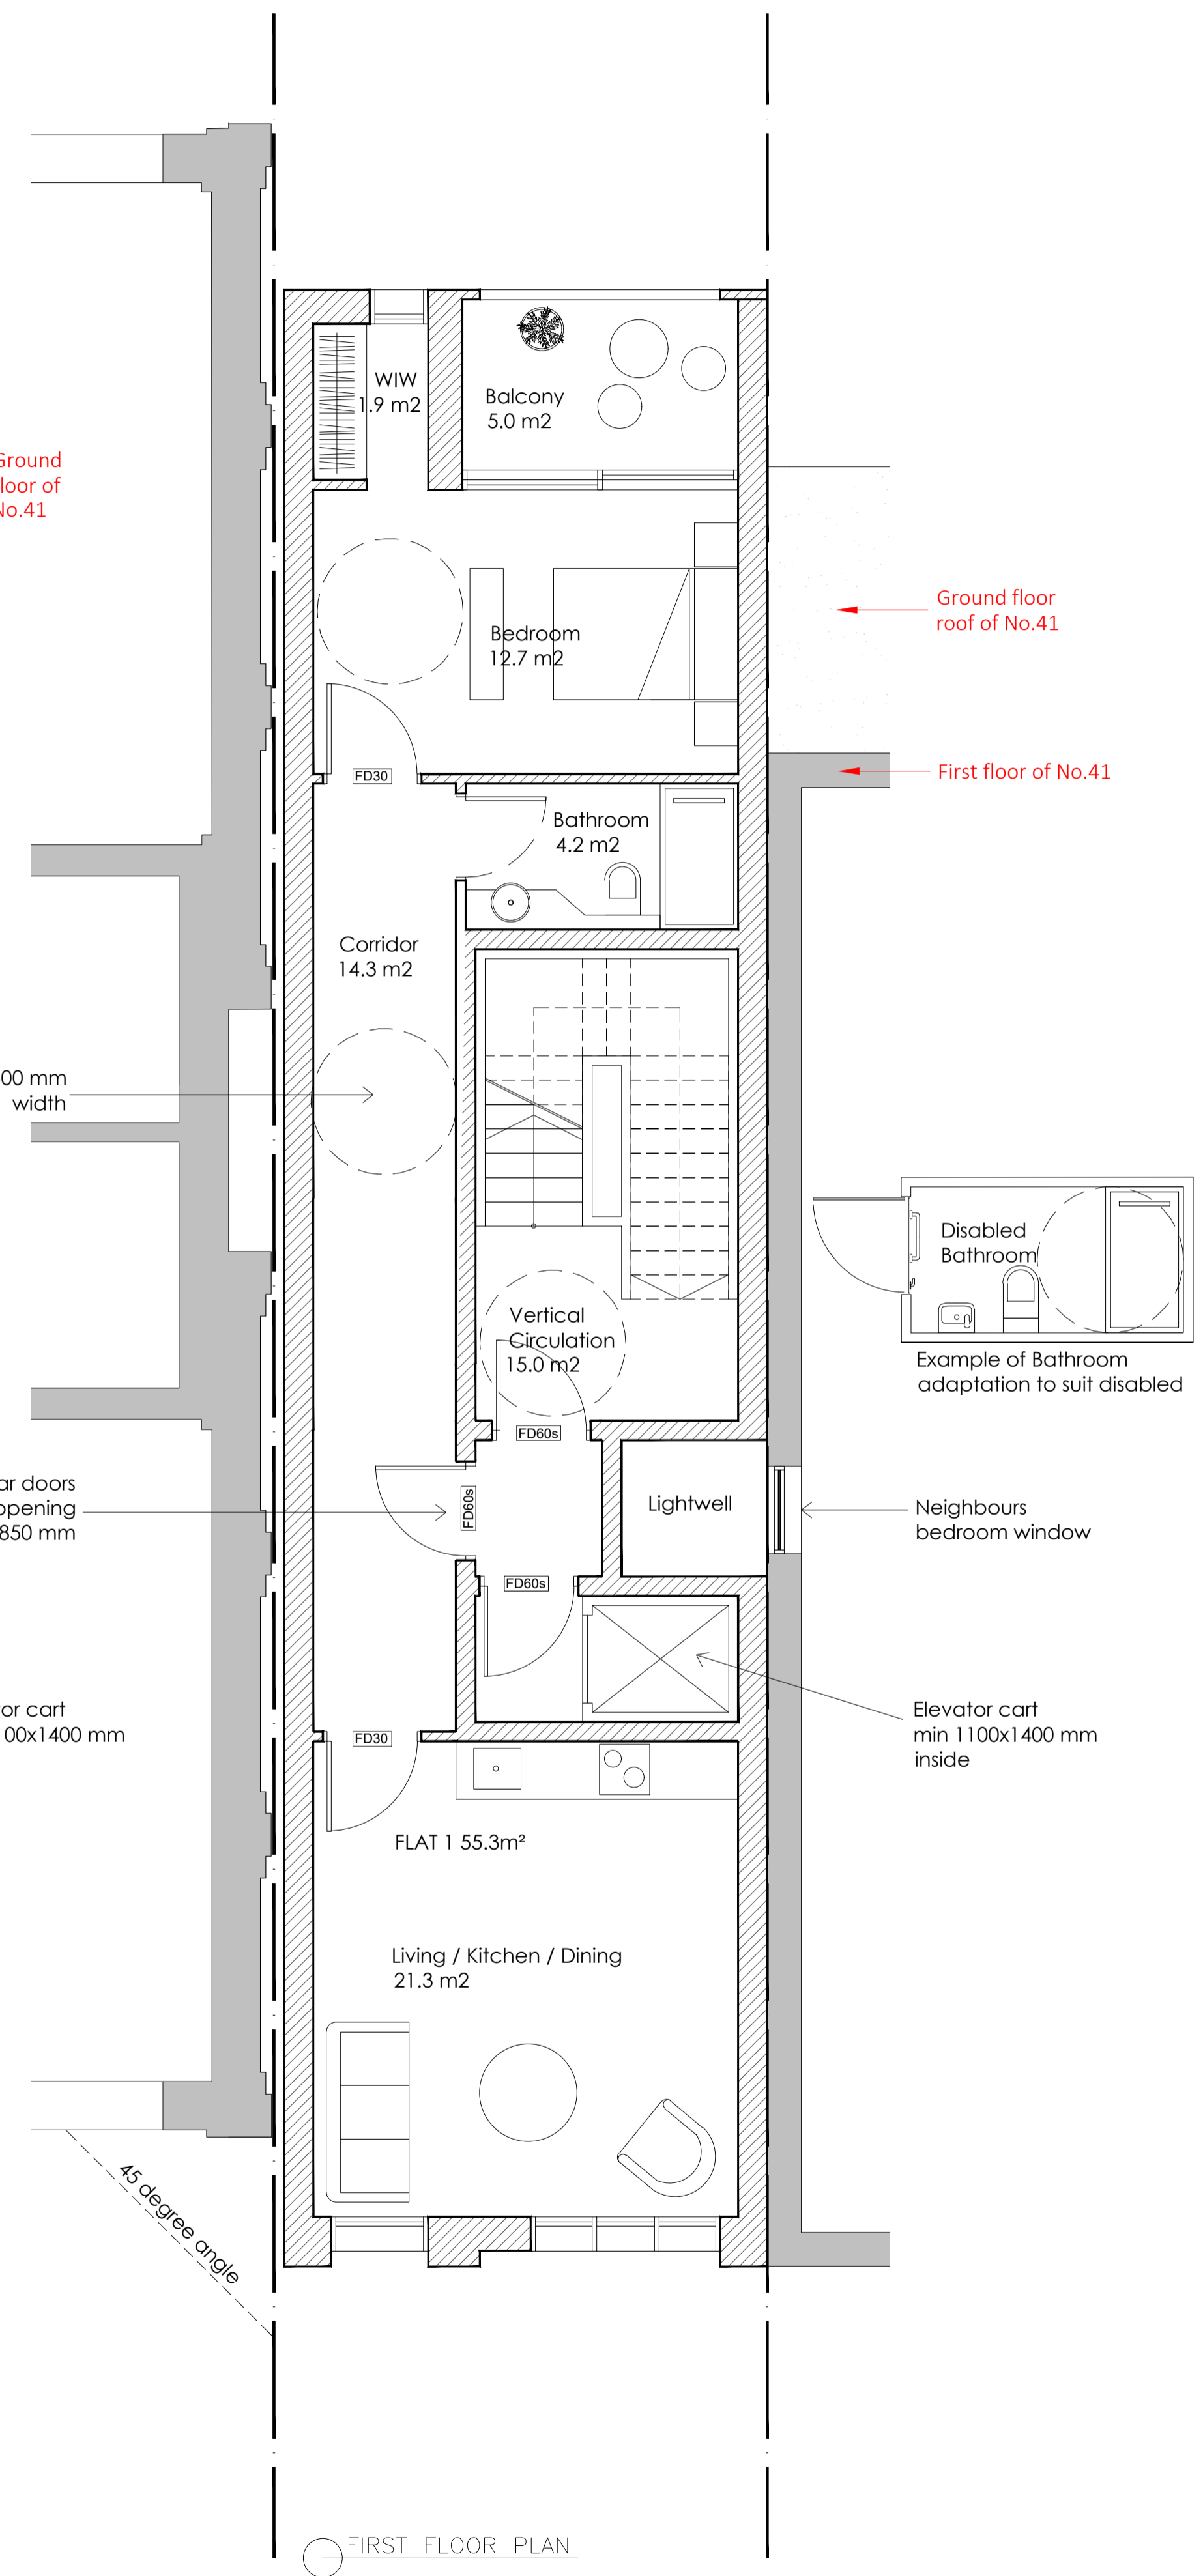 WIW
1.9 m2
Balcony
5.0 m2
Ground
floor of
No.41
Ground floor
roof of No.41
Bedroom
12.7 m2
First floor of No.41
FD30
Bathroom
4.2 m2
Corridor
14.3 m2
00 mm
width
Disabled
Bathroom
Vertical
Circulation
15.0 m2
Example of Bathroom
adaptation to suit disabled
FD60s
ar doors
opening
850 mm
FD60s
Lightwell
Neighbours
bedroom window
FD60s
or cart
00x1400 mm
Elevator cart
min 1100x1400 mm
inside
FD30
FLAT 1 55.3m²
Living / Kitchen / Dining
21.3 m2
45 degree angle
FIRST FLOOR PLAN